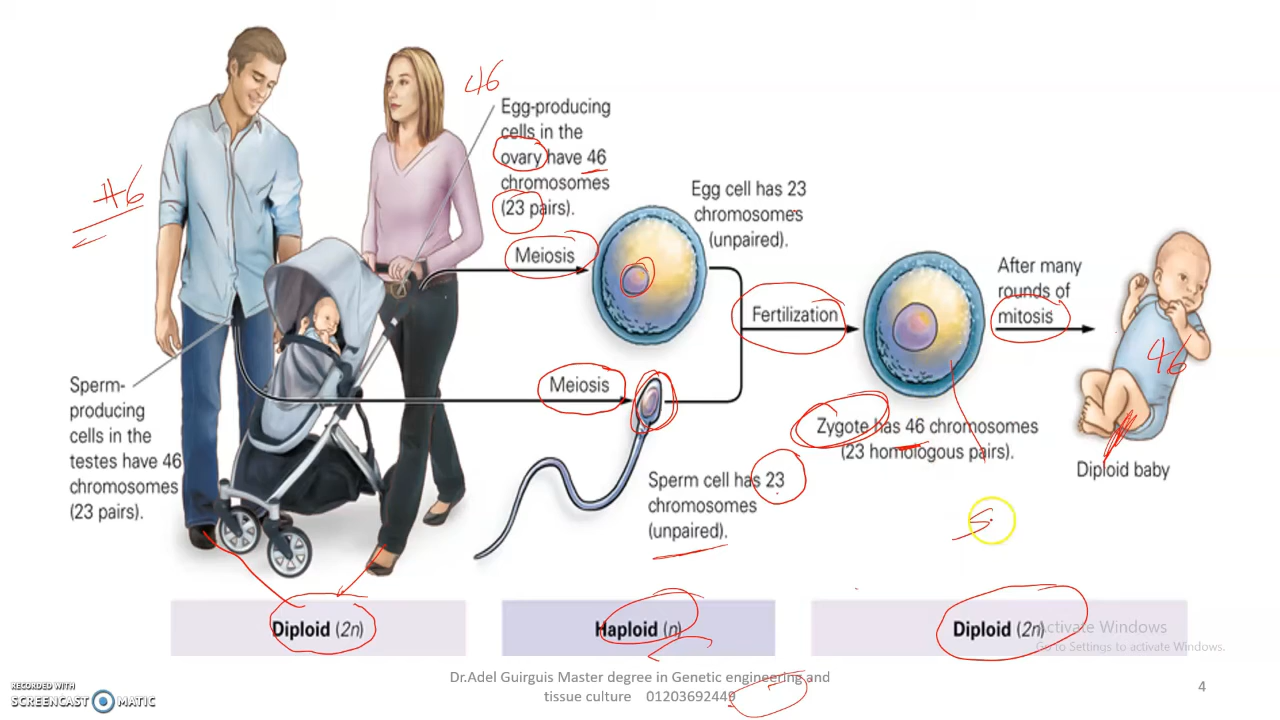 46
Egg-producing
cells in the
ovary have 46
chromosomes
(23 pairs).
46
Egg cell has 23
chromosomes
(unpaired).
Meiosis
Fertilization
After many
rounds of
mitosis
46
Sperm-
producing
cells in the
testes have 46
chromosomes
(23 pairs).
Meiosis
Zygote has 46 chromosomes
(23 homologous pairs).
Diploid baby
Sperm cell has 23
chromosomes
(unpaired).
Diploid (2n)
Haploid (n)
Diploid (2n)
Activate Windows
Go to Settings to activate Windows.
Dr.Adel Guirguis Master degree in Genetic engineering and
tissue culture 01203692449
4
RECORDED WITH
SCREENCAST MATIC